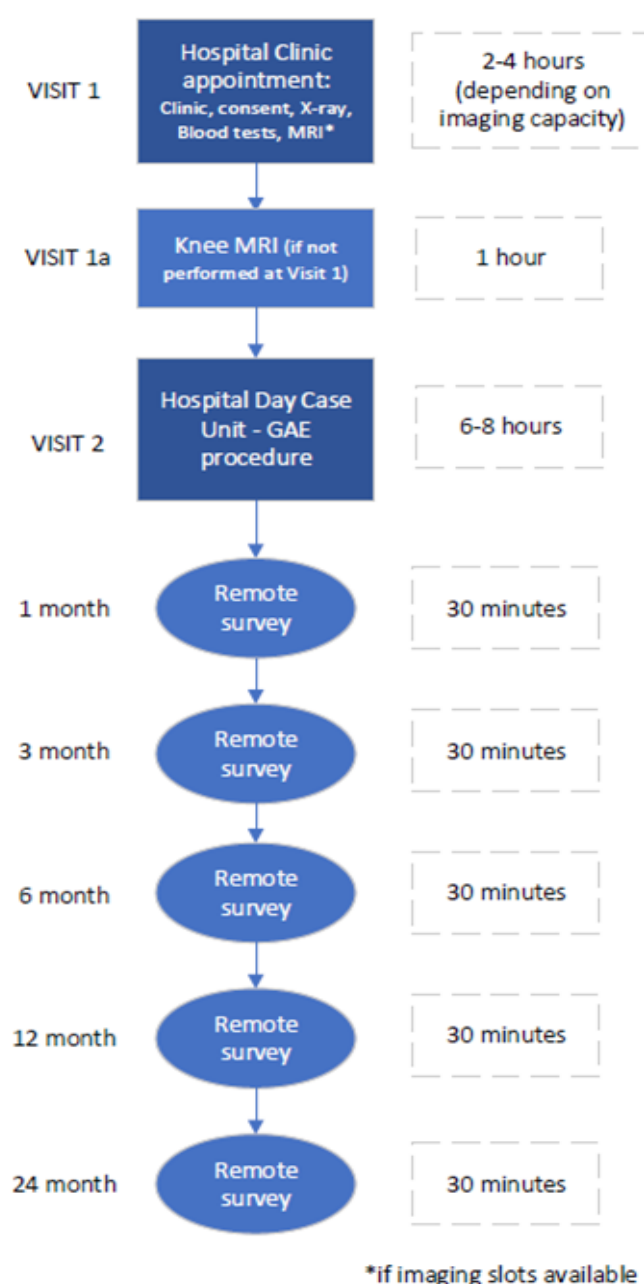 VISIT 1
Hospital Clinic
appointment:
Clinic, consent, X-ray,
Blood tests, MRI*
2-4 hours
(depending on
imaging capacity)
VISIT 1a
Knee MRI (if not
performed at Visit 1)
1 hour
VISIT 2
Hospital Day Case
Unit - GAE
procedure
6-8 hours
1 month
Remote
survey
30 minutes
3 month
Remote
survey
30 minutes
6 month
Remote
survey
30 minutes
12 month
Remote
survey
30 minutes
24 month
Remote
survey
30 minutes
*if imaging slots available